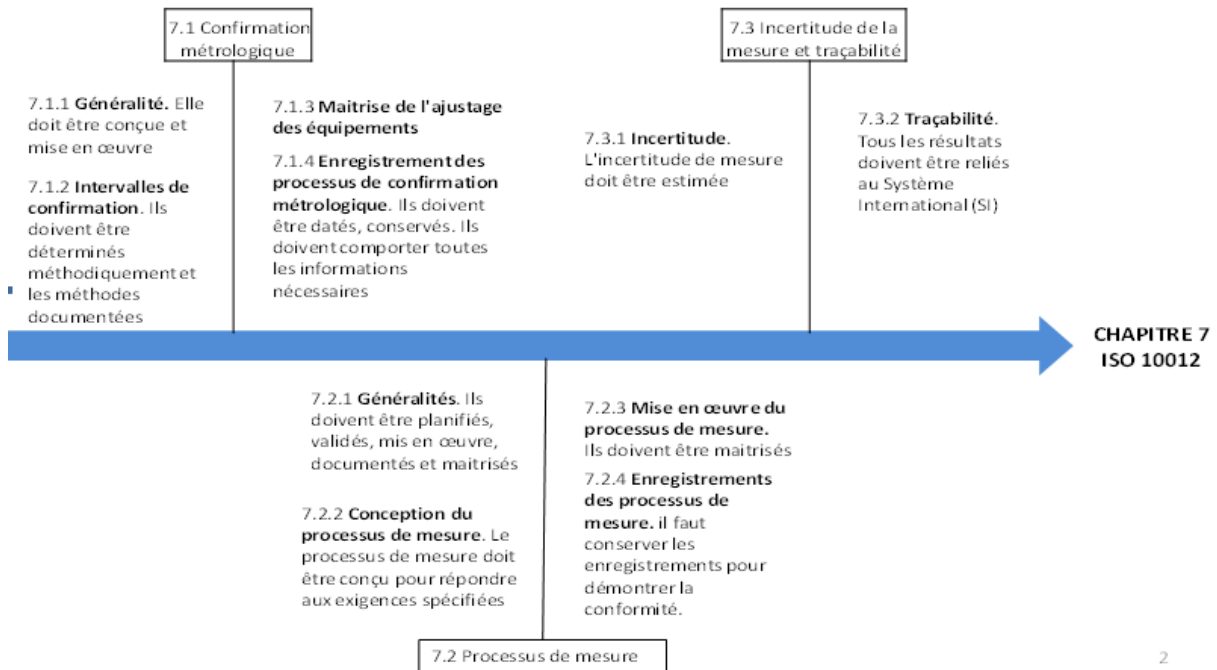 7.1 Confirmation
métrologique
7.1.1 Généralité. Elle
doit être conçue et
mise en œuvre
7.1.2 Intervalles de
confirmation. Ils
doivent être
déterminés
méthodiquement et
les méthodes
documentées
7.1.3 Maitrise de l'ajustage
des équipements
7.1.4 Enregistrement des
processus de confirmation
métrologique. Ils doivent
être datés, conservés. Ils
doivent comporter toutes
les informations
nécessaires
7.3 Incertitude de la
mesure et traçabilité
7.3.1 Incertitude.
L'incertitude de mesure
doit être estimée
7.3.2 Traçabilité.
Tous les résultats
doivent être reliés
au Système
International (SI)
CHAPITRE 7
ISO 10012
7.2.1 Généralités. Ils
doivent être planifiés,
validés, mis en œuvre,
documentés et maitrisés
7.2.2 Conception du
processus de mesure. Le
processus de mesure doit
être conçu pour répondre
aux exigences spécifiées
7.2.3 Mise en œuvre du
processus de mesure.
Ils doivent être maitrisés
7.2.4 Enregistrements
des processus de
mesure. il faut
conserver les
enregistrements pour
démontrer la
conformité.
7.2 Processus de mesure
2